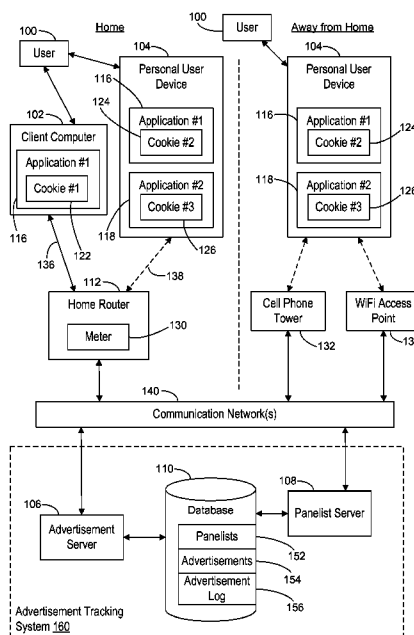 Home
Away from Home
100
User
104
Personal User
Device
116
Application #1
124
Cookie #2
Application #2
Cookie #3
118
126
102
Client Computer
Application #1
Cookie #1
116
122
136
138
112
Home Router
Meter
130
100
User
104
Personal User
Device
116
Application #1
Cookie #2
124
118
Application #2
Cookie #3
126
Cell Phone
Tower
132
WiFi Access
Point
140
Communication Network(s)
106
Advertisement
Server
110
Database
Panelists
152
Advertisements
154
Advertisement
Log
156
108
Panelist Server
Advertisement Tracking
System 160